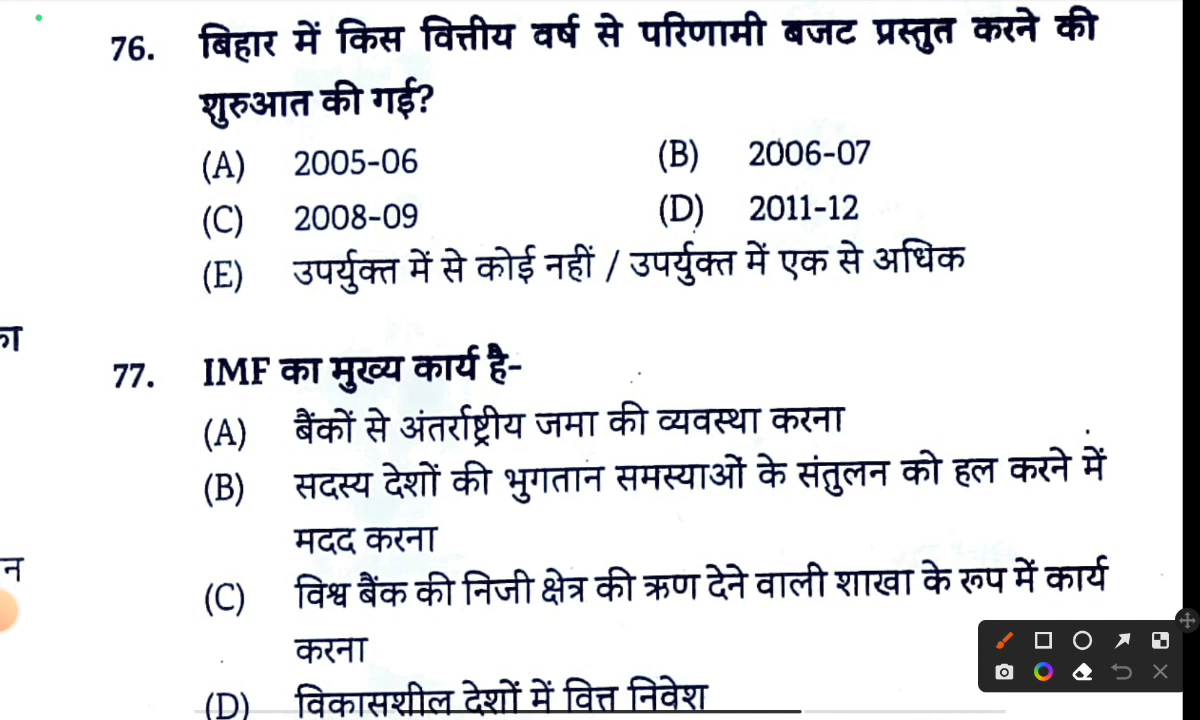 76. बिहार में किस वित्तीय वर्ष से परिणामी बजट प्रस्तुत करने की
शुरुआत की गई?
(A) 2005-06 (B) 2006-07
(C) 2008-09 (D) 2011-12
(E) उपर्युक्त में से कोई नहीं / उपर्युक्त में एक से अधिक
का
77. IMF का मुख्य कार्य है-
(A) बैंकों से अंतर्राष्ट्रीय जमा की व्यवस्था करना
(B) सदस्य देशों की भुगतान समस्याओं के संतुलन को हल करने में
मदद करना
न
(C) विश्व बैंक की निजी क्षेत्र की ऋण देने वाली शाखा के रूप में कार्य
करना
(D) विकासशील देशों में वित्त निवेश